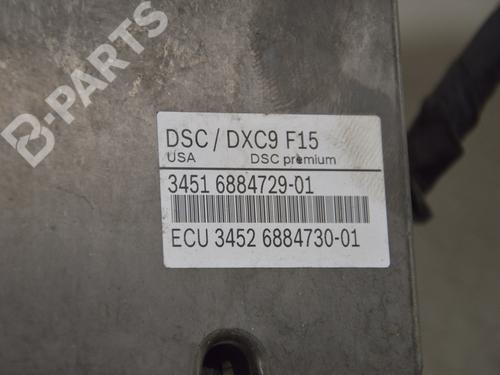 B-PARTS
DSC / DXC9 F15
USA DSC premium
3451 6884729-01
ECU 3452 6884730-01